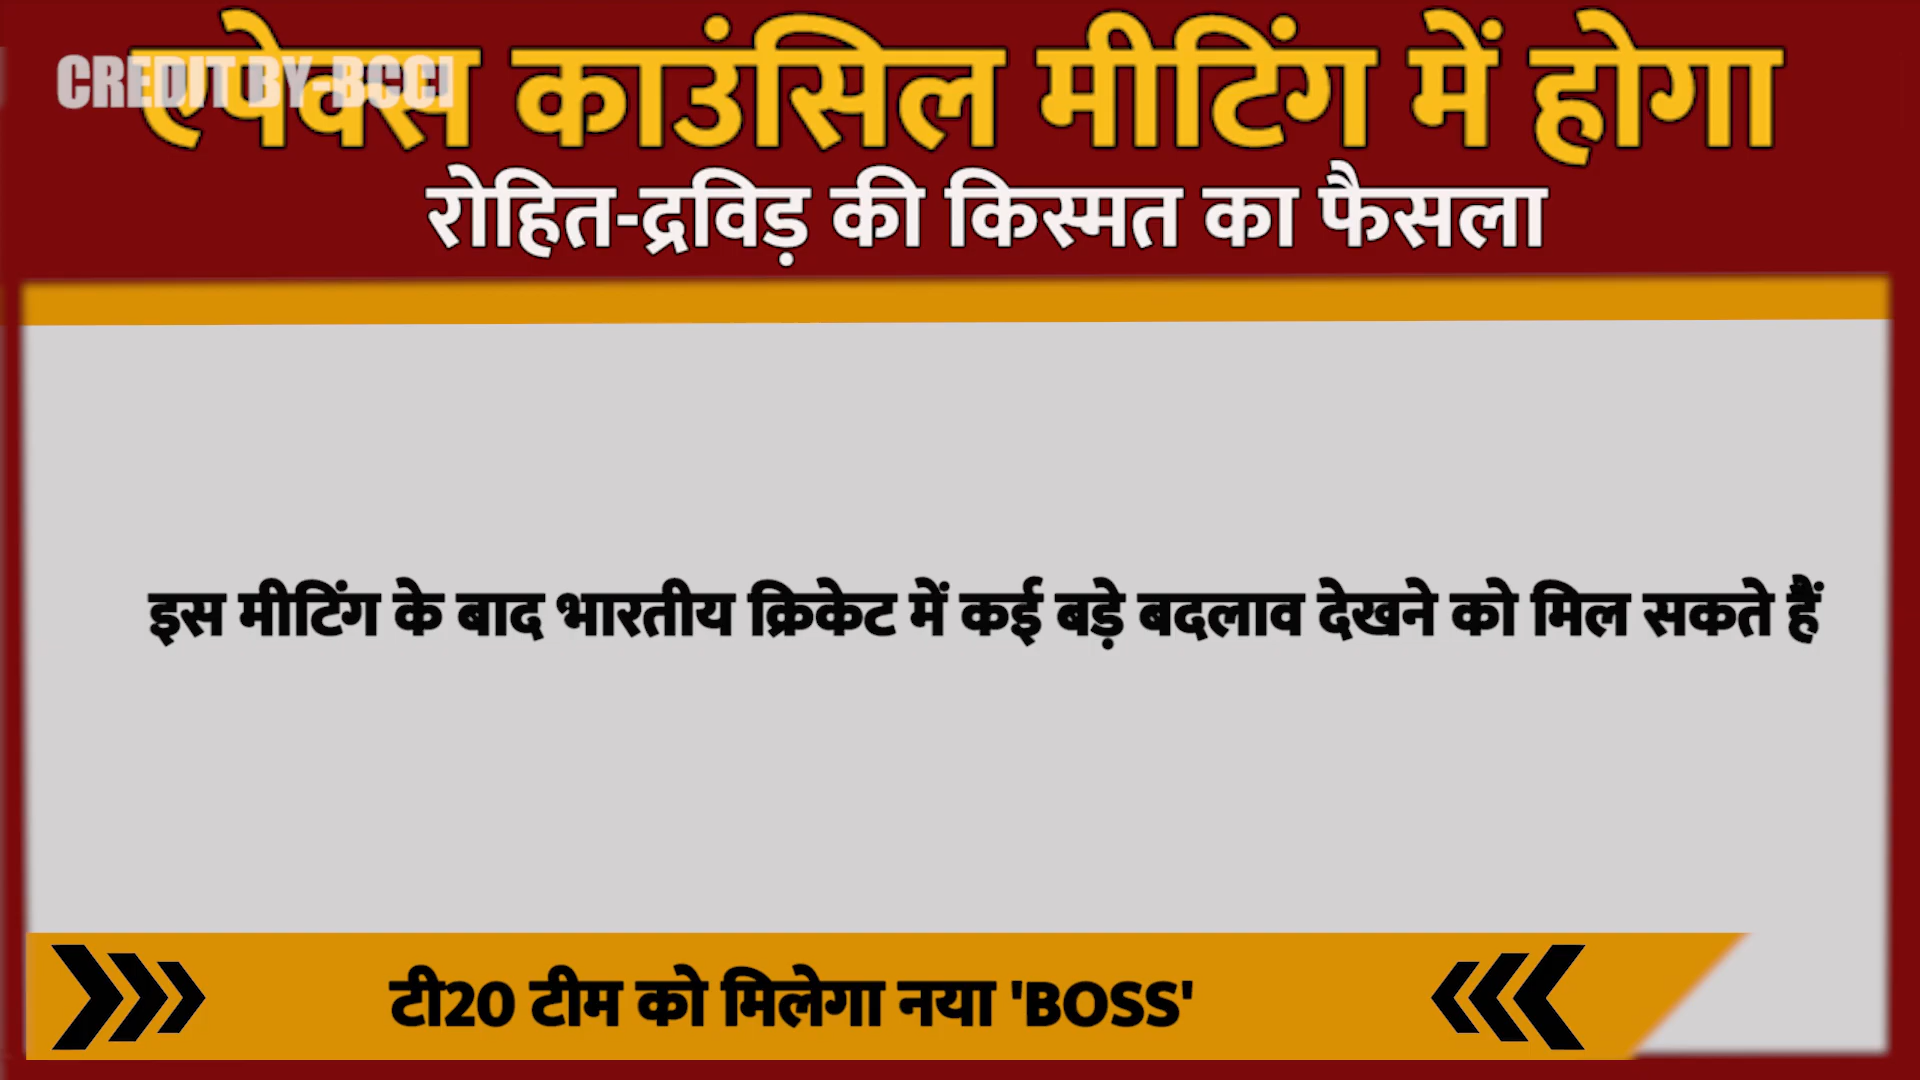 एपेक्स काउंसिल मीटिंग में होगा
CREDIT BY-BCCI
रोहित-द्रविड़ की किस्मत का फैसला
इस मीटिंग के बाद भारतीय क्रिकेट में कई बड़े बदलाव देखने को मिल सकते हैं
टी20 टीम को मिलेगा नया 'BOSS'